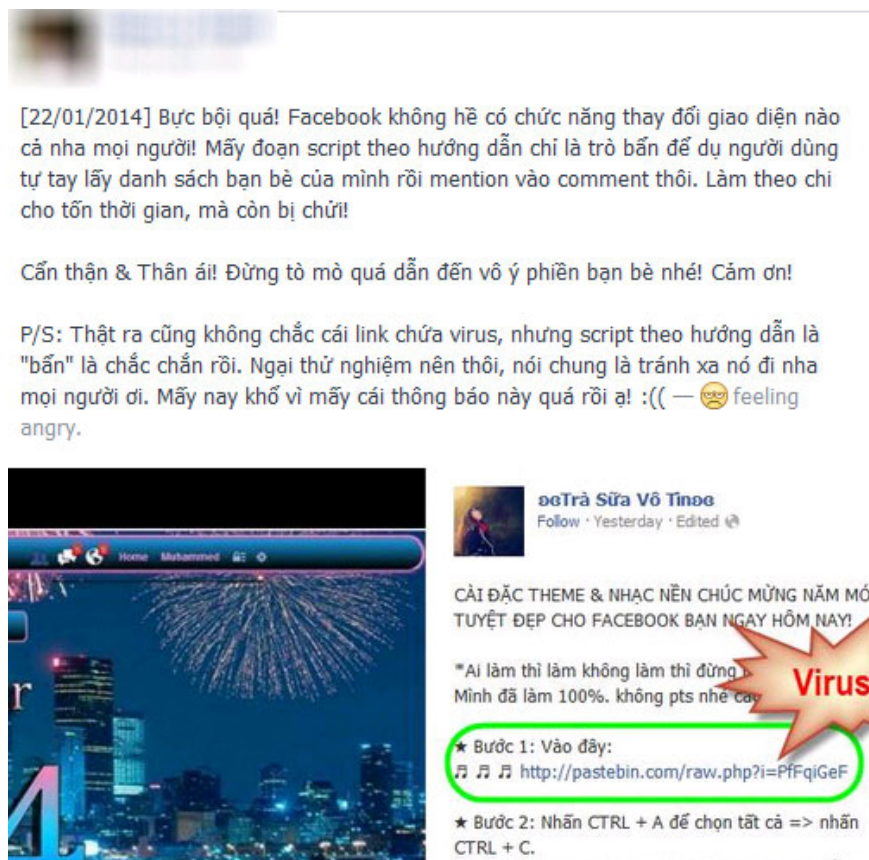 [22/01/2014] Bực bội quá! Facebook không hề có chức năng thay đổi giao diện nào
cả nha mọi người! Mấy đoạn script theo hướng dẫn chỉ là trò bẩn để dụ người dùng
tự tay lấy danh sách bạn bè của mình rồi mention vào comment thôi. Làm theo chi
cho tốn thời gian, mà còn bị chửi!
Cẩn thận & Thân ái! Đừng tò mò quá dẫn đến vô ý phiền bạn bè nhé! Cảm ơn!
P/S: Thật ra cũng không chắc cái link chứa virus, nhưng script theo hướng dẫn là
"bẩn" là chắc chắn rồi. Ngại thử nghiệm nên thôi, nói chung là tránh xa nó đi nha
mọi người ơi. Mấy nay khổ vì mấy cái thông báo này quá rồi ạ! :(( — feeling
angry.
Home Muhammed
ʚɞTrà Sữa Vô Tìnʚɞ
Follow · Yesterday · Edited
CÀI ĐẶC THEME & NHẠC NỀN CHÚC MỪNG NĂM MỚ
TUYỆT ĐẸP CHO FACEBOOK BẠN NGAY HÔM NAY!
*Ai làm thì làm không làm thì đừng
Mình đã làm 100%. không pts nhé
Virus
★ Bước 1: Vào đây:
♬ ♬ ♬ http://pastebin.com/raw.php?i=PfFqiGeF
★ Bước 2: Nhấn CTRL + A để chọn tất cả => nhấn
CTRL + C.